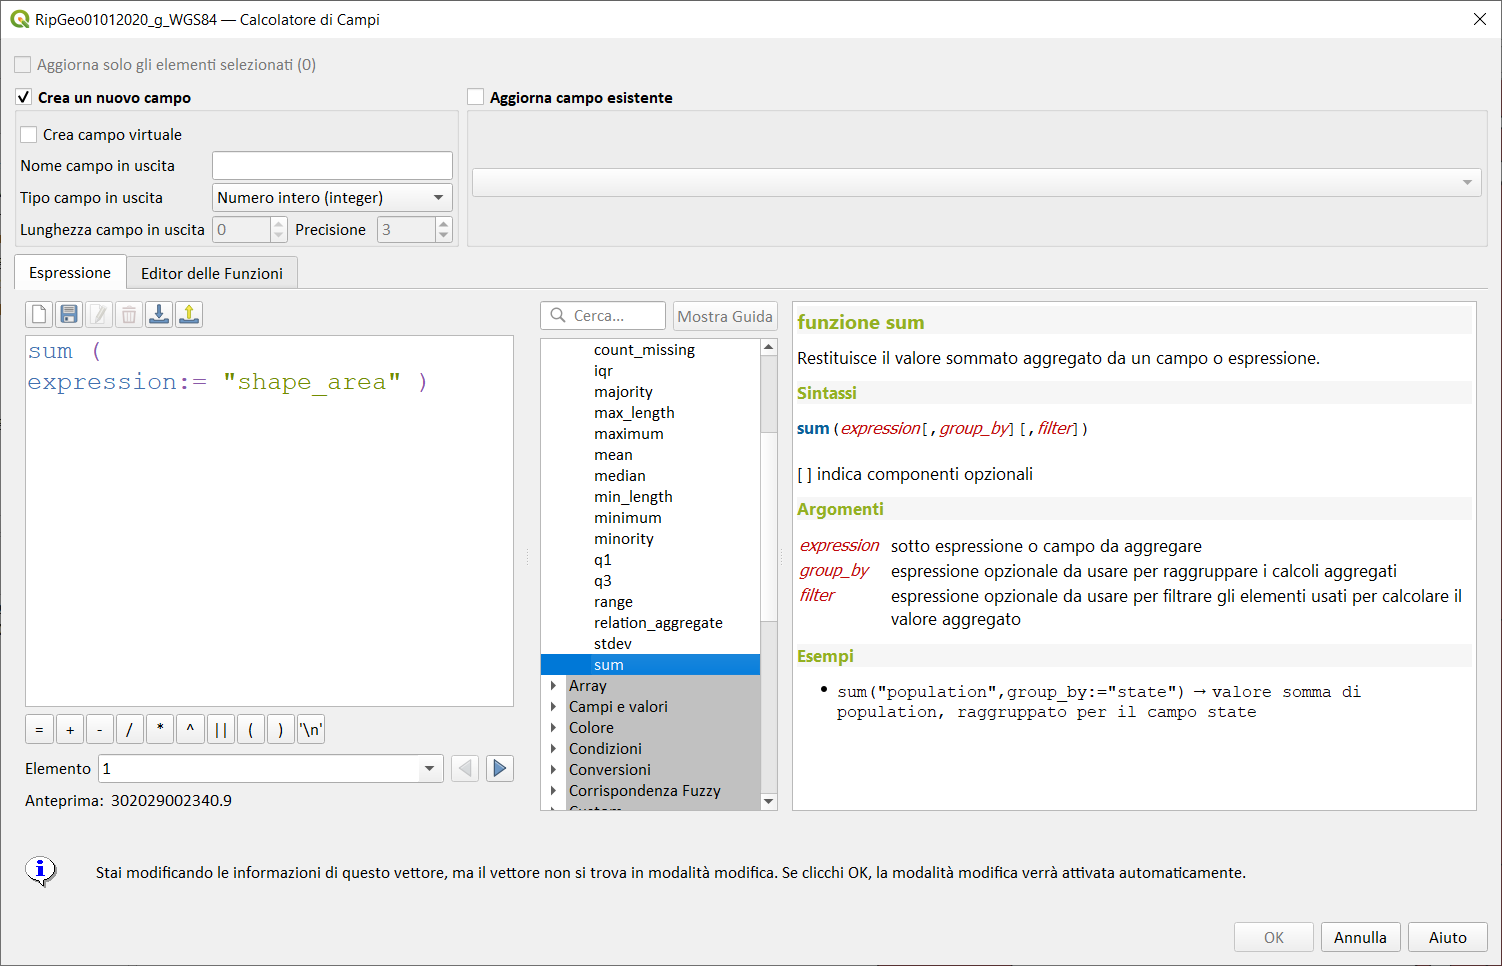 RipGeo01012020_g_WGS84 — Calcolatore di Campi
Aggiorna solo gli elementi selezionati (0)
Crea un nuovo campo
Aggiorna campo esistente
Crea campo virtuale
Nome campo in uscita
Tipo campo in uscita Numero intero (integer)
Lunghezza campo in uscita 0 Precisione 3
Espressione Editor delle Funzioni
sum (
expression:= "shape_area" )
= + - / * ^ || ( ) '\n'
Elemento 1
Anteprima: 302029002340.9
Cerca... Mostra Guida
count_missing
iqr
majority
max_length
maximum
mean
median
min_length
minimum
minority
q1
q3
range
relation_aggregate
stdev
sum
Array
Campi e valori
Colore
Condizioni
Conversioni
Corrispondenza Fuzzy
funzione sum
Restituisce il valore sommato aggregato da un campo o espressione.
Sintassi
sum(expression[,group_by][,filter])
[ ] indica componenti opzionali
Argomenti
expression sotto espressione o campo da aggregare
group_by espressione opzionale da usare per raggruppare i calcoli aggregati
filter espressione opzionale da usare per filtrare gli elementi usati per calcolare il
valore aggregato
Esempi
• sum("population",group_by:="state") → valore somma di
population, raggruppato per il campo state
Stai modificando le informazioni di questo vettore, ma il vettore non si trova in modalità modifica. Se clicchi OK, la modalità modifica verrà attivata automaticamente.
OK Annulla Aiuto